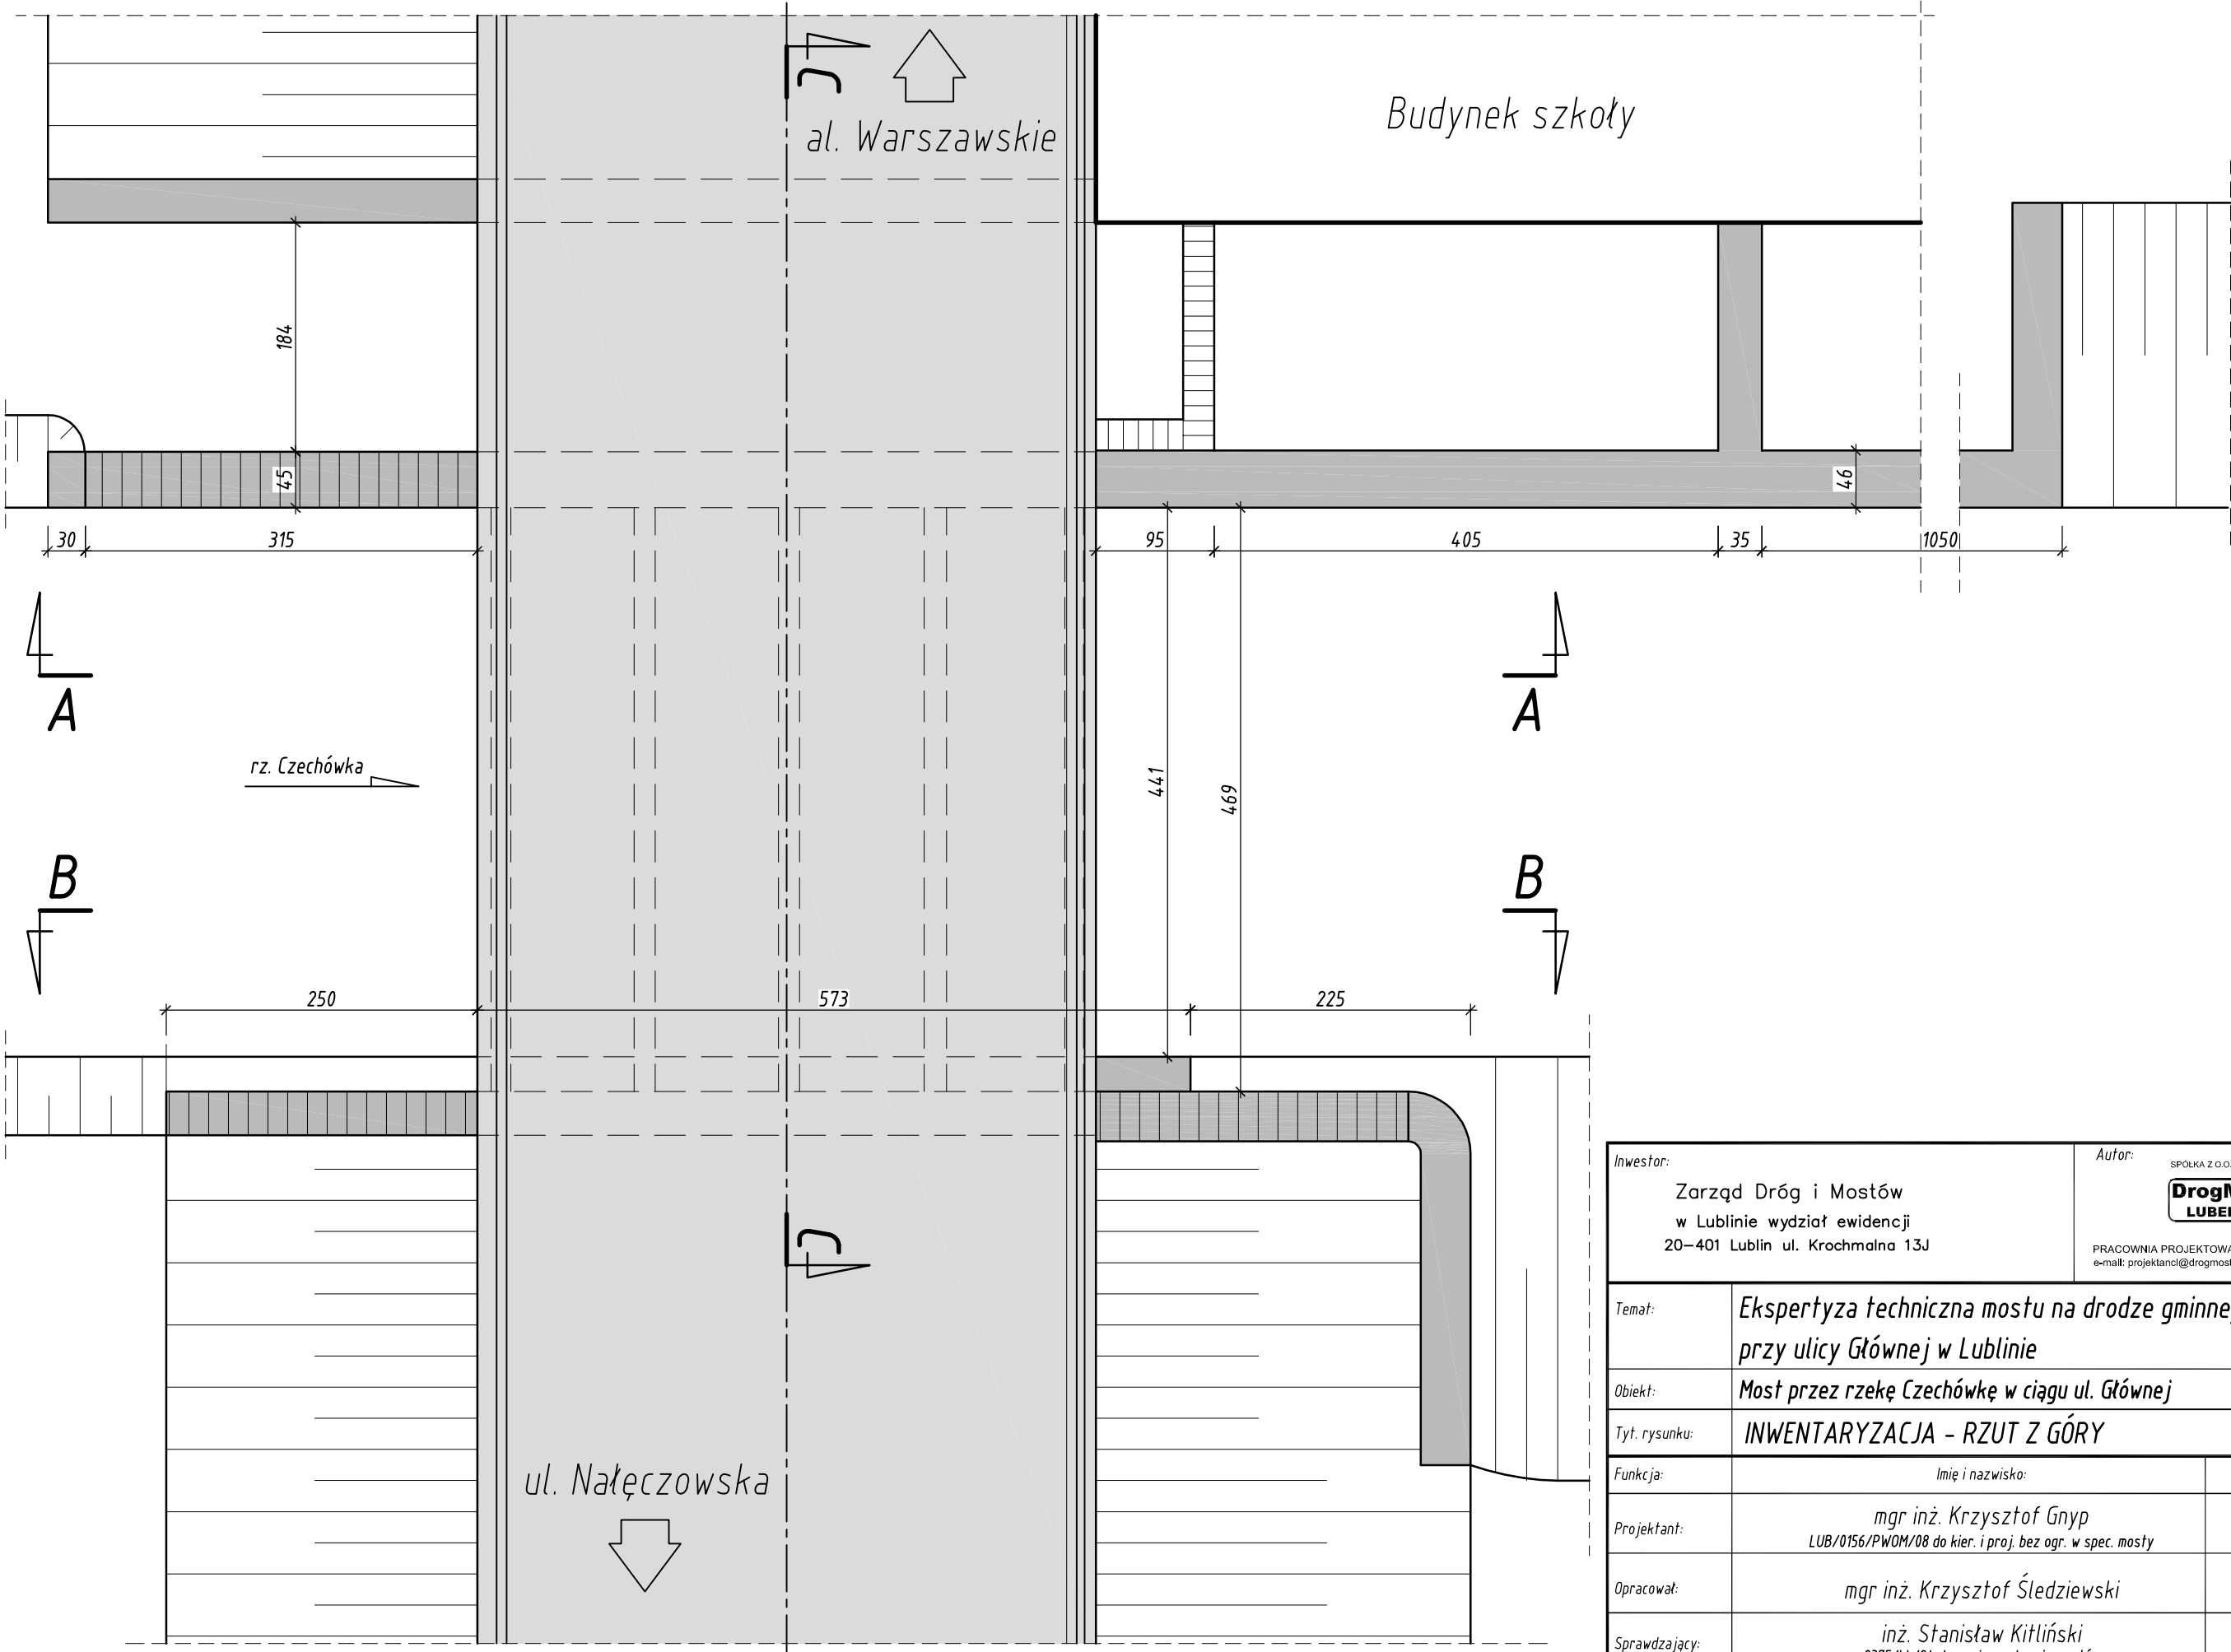 al. Warszawskie
Budynek szkoły
184
45
46
30
315
95
405
35
1050
A
A
rz. Czechówka
441
469
B
B
250
573
225
ul. Nałęczowska
C
C
Inwestor:
Zarząd Dróg i Mostów
w Lublinie wydział ewidencji
20-401 Lublin ul. Krochmalna 13J
Autor:
SPÓŁKA Z O.O.
PRACOWNIA
Temat:
Ekspertyza techniczna mostu na drodze
przy ulicy Głównej w Lublinie
Obiekt:
Most przez rzekę Czechówkę w ciągu ul. Głównej
Tyt. rysunku:
INWENTARYZACJA - RZUT Z GÓRY
Funkcja:
Imię i nazwisko:
Projektant:
mgr inż. Krzysztof Gnyp
LUB/0156/PWOM/08 do kier. i proj. bez ogr. w spec. mosty
Opracował:
mgr inż. Krzysztof Śledziewski
Sprawdzający:
inż. Stanisław Kitliński